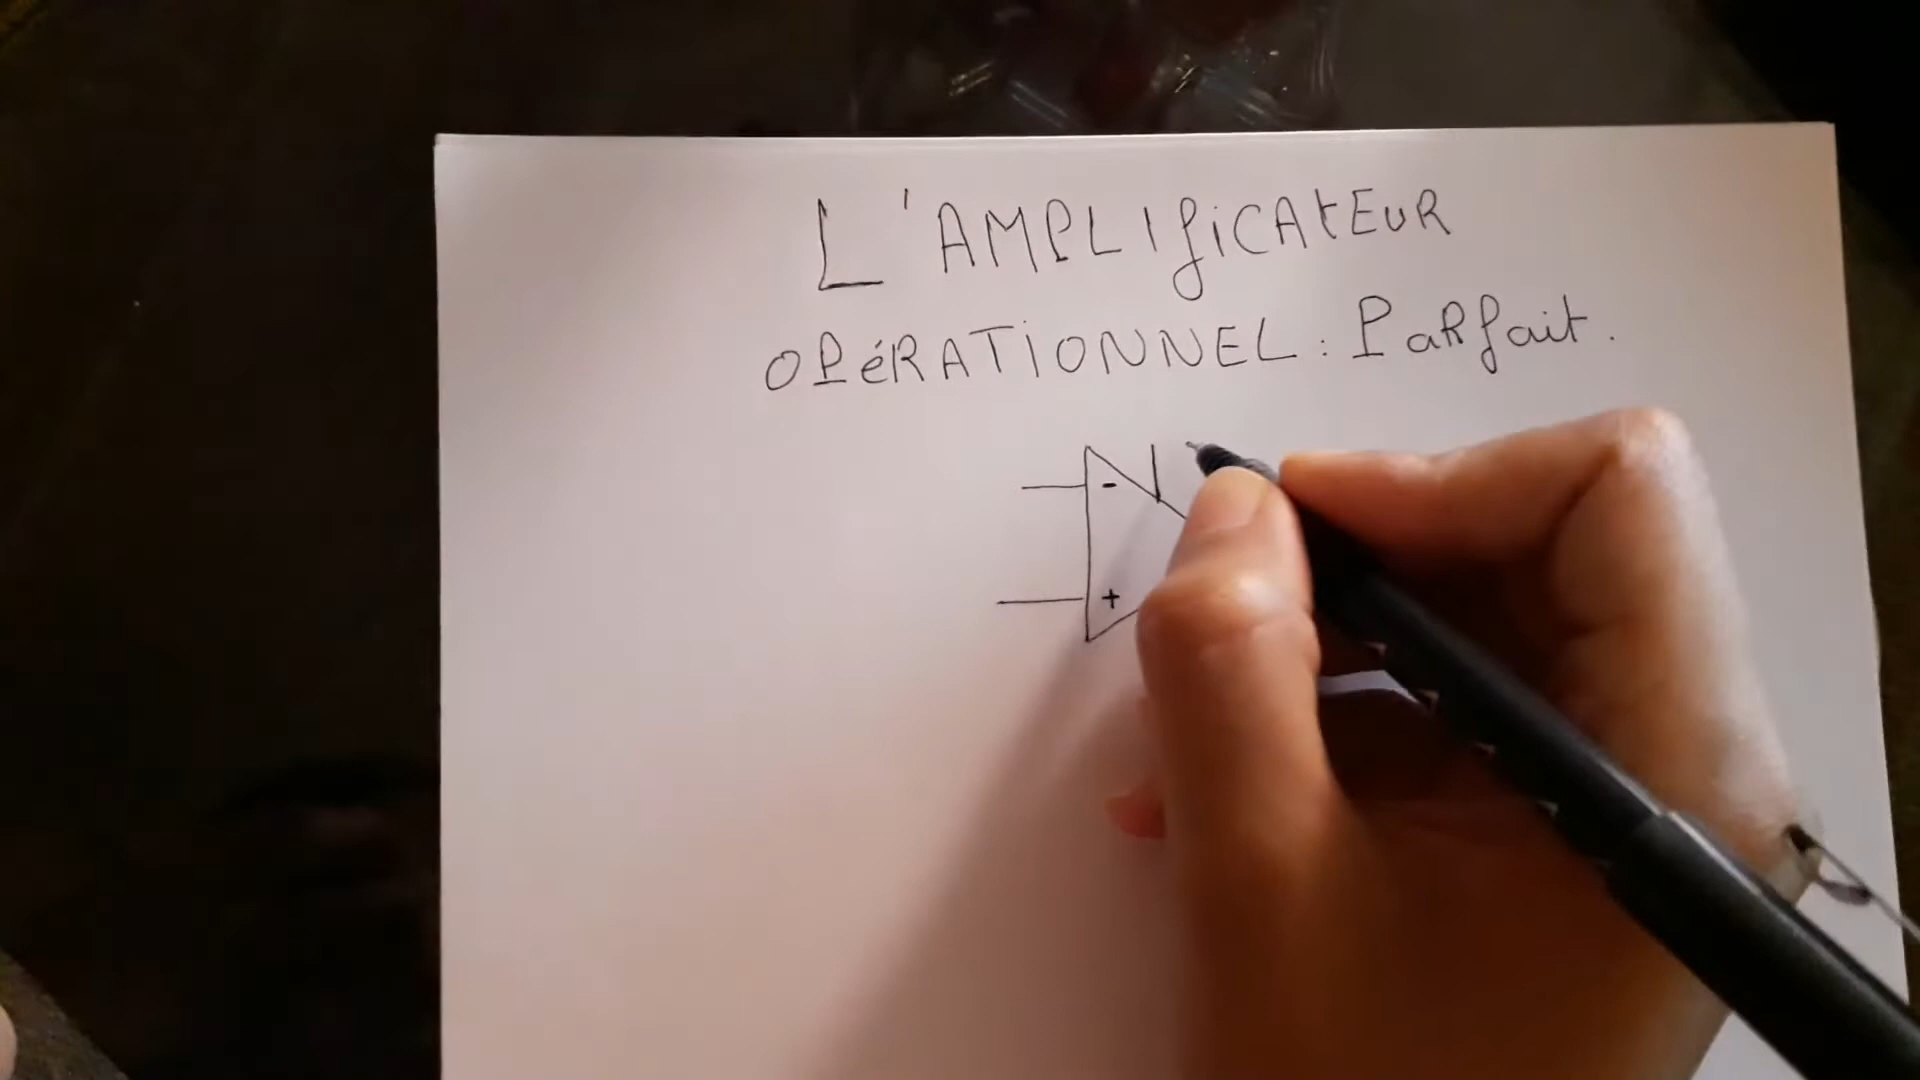 L'AMPLIfiCAtEuR
OPéRATiONNEL : PaRfait.
-
+